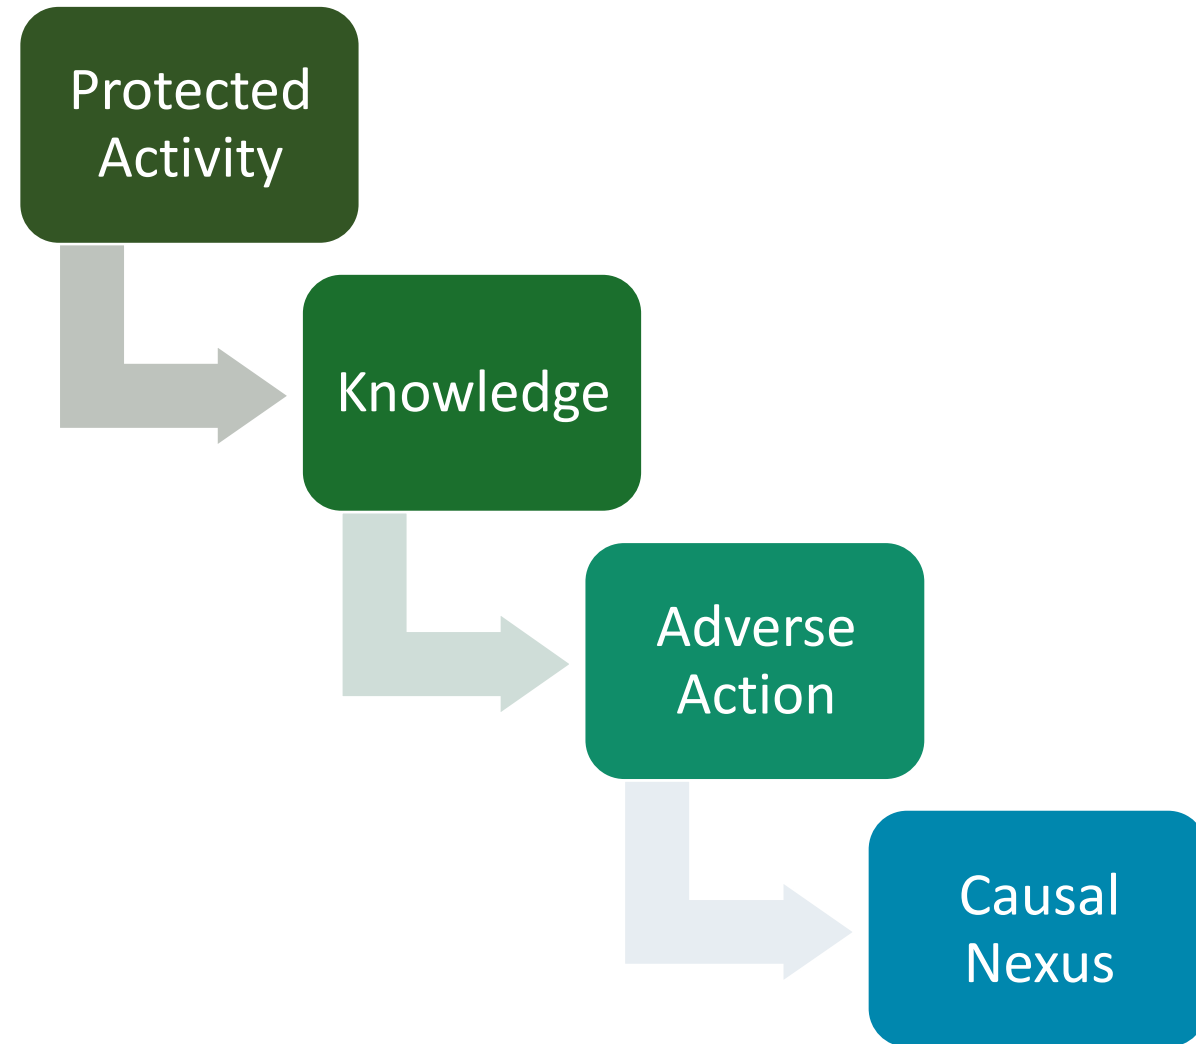 Protected
Activity
Knowledge
Adverse
Action
Causal
Nexus